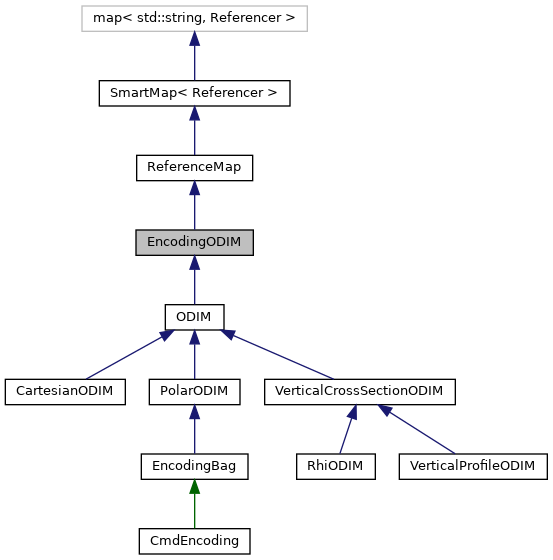 map< std::string, Referencer >
SmartMap< Referencer >
ReferenceMap
EncodingODIM
ODIM
CartesianODIM
PolarODIM
VerticalCrossSectionODIM
EncodingBag
RhiODIM
VerticalProfileODIM
CmdEncoding